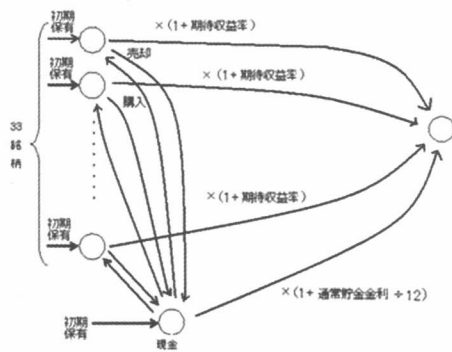 初期
保有
×(1+期待収益率)
売却
初期
保有
×(1+期待収益率)
購入
33
銘
柄
×(1+期待収益率)
初期
保有
×(1+通常貯金金利÷12)
初期
保有
現金